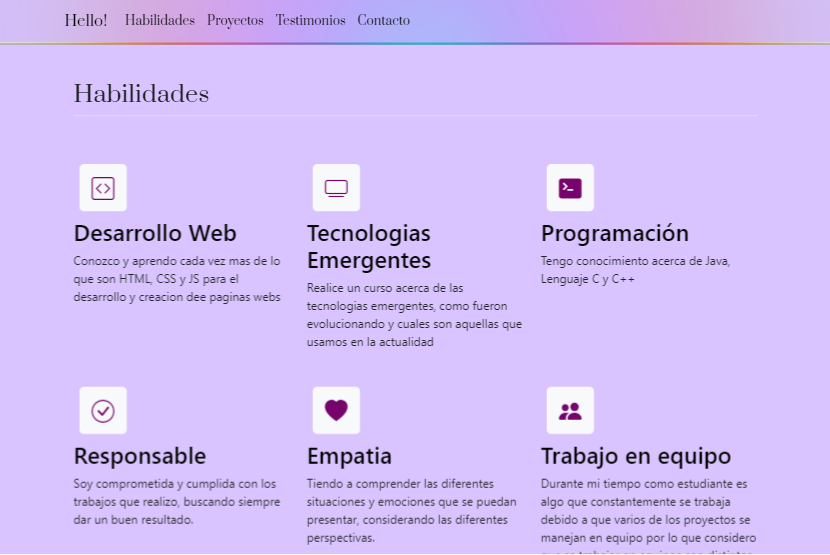 Hello! Habilidades Proyectos Testimonios Contacto
Habilidades
Desarrollo Web
Conozco y aprendo cada vez mas de lo
que son HTML, CSS y JS para el
desarrollo y creacion dee paginas webs
Tecnologias
Emergentes
Realice un curso acerca de las
tecnologias emergentes, como fueron
evolucionando y cuales son aquellas que
usamos en la actualidad
Programación
Tengo conocimiento acerca de Java,
Lenguaje C y C++
Responsable
Soy comprometida y cumplida con los
trabajos que realizo, buscando siempre
dar un buen resultado.
Empatia
Tiendo a comprender las diferentes
situaciones y emociones que se puedan
presentar, considerando las diferentes
perspectivas.
Trabajo en equipo
Durante mi tiempo como estudiante es
algo que constantemente se trabaja
debido a que varios de los proyectos se
manejan en equipo por lo que considero